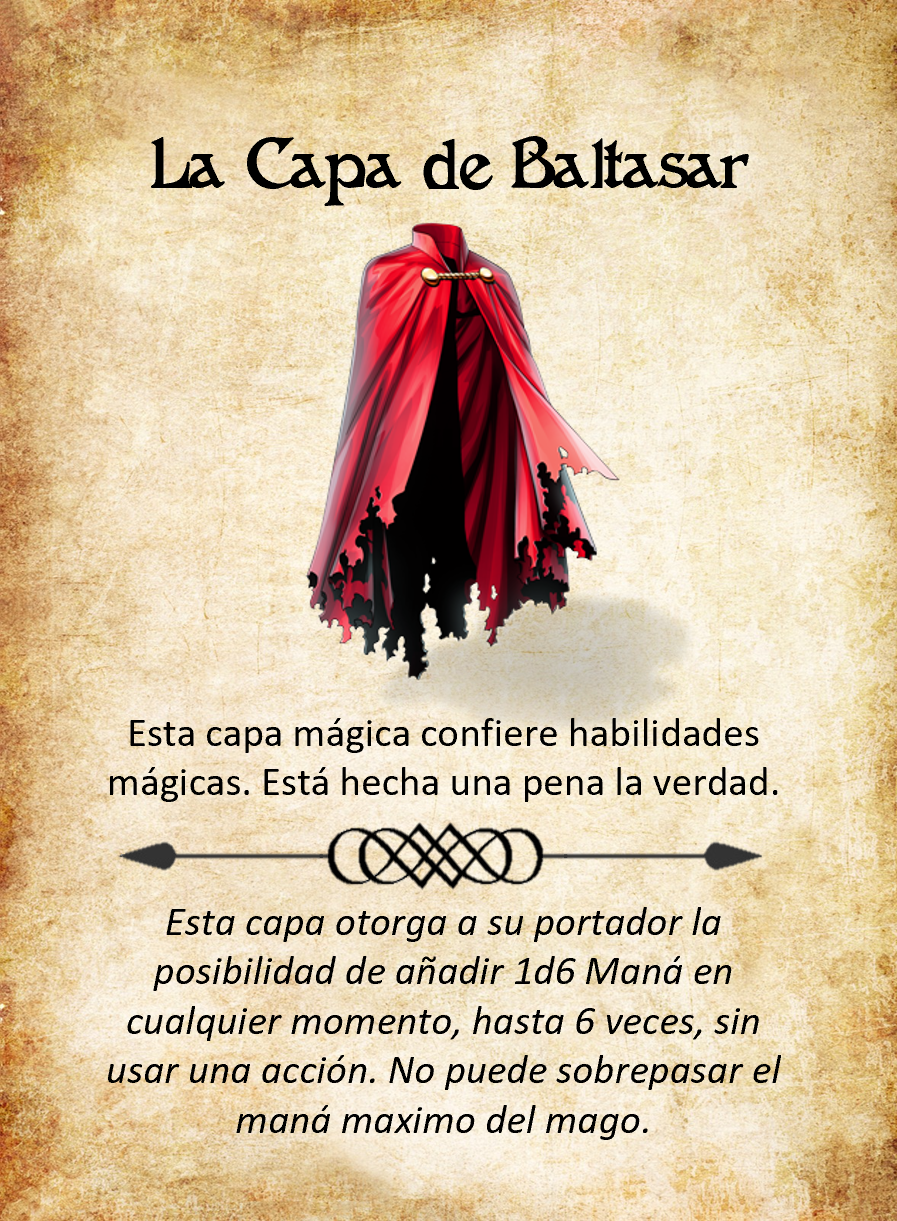 La Capa de Baltasar
Esta capa mágica confiere habilidades
mágicas. Está hecha una pena la verdad.
Esta capa otorga a su portador la
posibilidad de añadir 1d6 Maná en
cualquier momento, hasta 6 veces, sin
usar una acción. No puede sobrepasar el
maná maximo del mago.